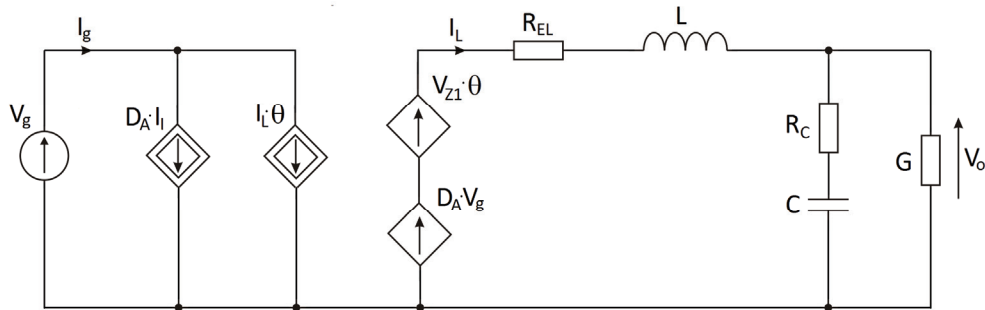 I_g
V_g
D_A·I_l
I_L·θ
I_L
V_Z1·θ
D_A·V_g
R_EL
L
R_C
C
G
V_o